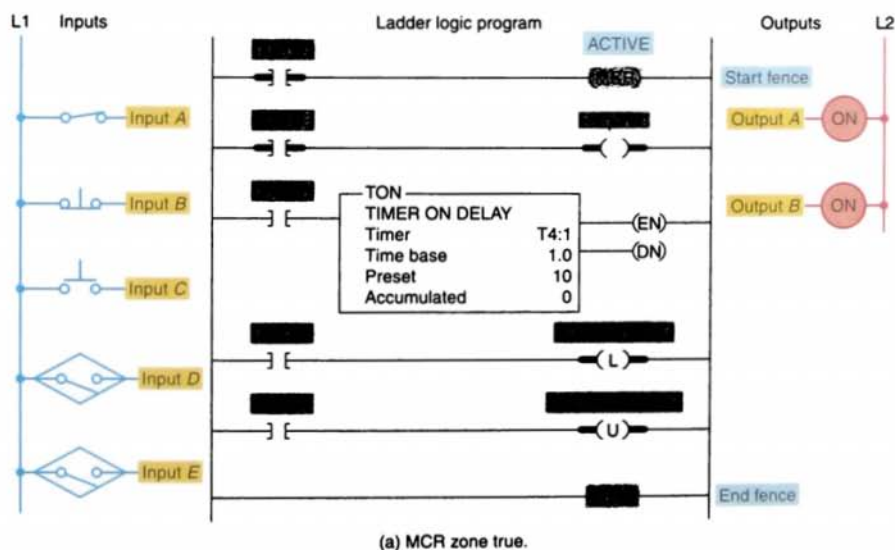 L1 Inputs Ladder logic program Outputs L2
ACTIVE
Start fence
Input A
Output A ON
Input B
TON
TIMER ON DELAY
Timer T4:1
Time base 1.0
Preset 10
Accumulated 0
(EN)
(DN)
Output B ON
Input C
L
Input D
U
Input E
End fence
(a) MCR zone true.